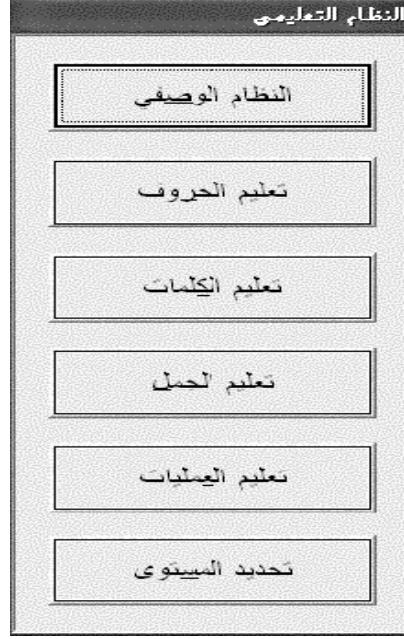 النظام التعليمي
النظام الوصفي
تعليم الحروف
تعليم الكلمات
تعليم الجمل
تعليم العمليات
تحديد المستوى